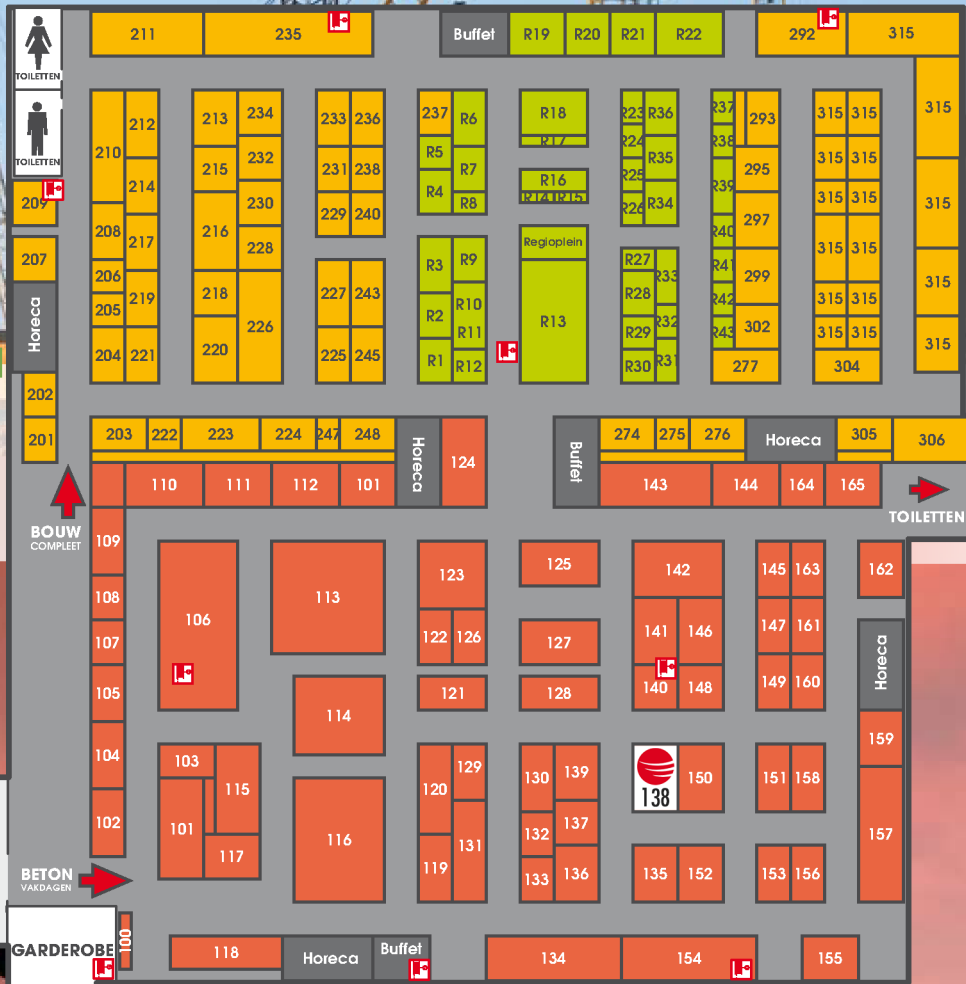 TOILETTEN
TOILETTEN
211
235
Buffet
R19
R20
R21
R22
292
315
210
212
213
234
233
236
237
R6
R18
R23
R36
R37
293
315
315
315
R5
R17
R24
R38
214
215
232
231
238
R4
R7
R16
R25
R35
R39
295
315
315
209
230
229
240
R8
R14
R15
R26
R34
297
315
315
315
208
217
216
228
Regioplein
R40
207
206
219
218
226
227
243
R3
R9
R13
R27
R33
R41
299
315
315
315
Horeca
205
R2
R10
R28
R42
315
315
204
221
220
225
245
R11
R29
R32
R43
302
315
315
315
R1
R12
R30
R31
277
304
202
201
203
222
223
224
247
248
Horeca
124
Buffet
274
275
276
Horeca
305
306
110
111
112
101
143
144
164
165
BOUW
COMPLEET
TOILETTEN
109
106
113
123
125
142
145
163
162
108
107
122
126
127
141
146
147
161
Horeca
105
114
121
128
140
148
149
160
104
103
115
116
120
129
130
139
138
150
151
158
159
102
101
117
119
131
132
137
157
133
136
135
152
153
156
BETON
VAKDAGEN
GARDEROBE
100
118
Horeca
Buffet
134
154
155